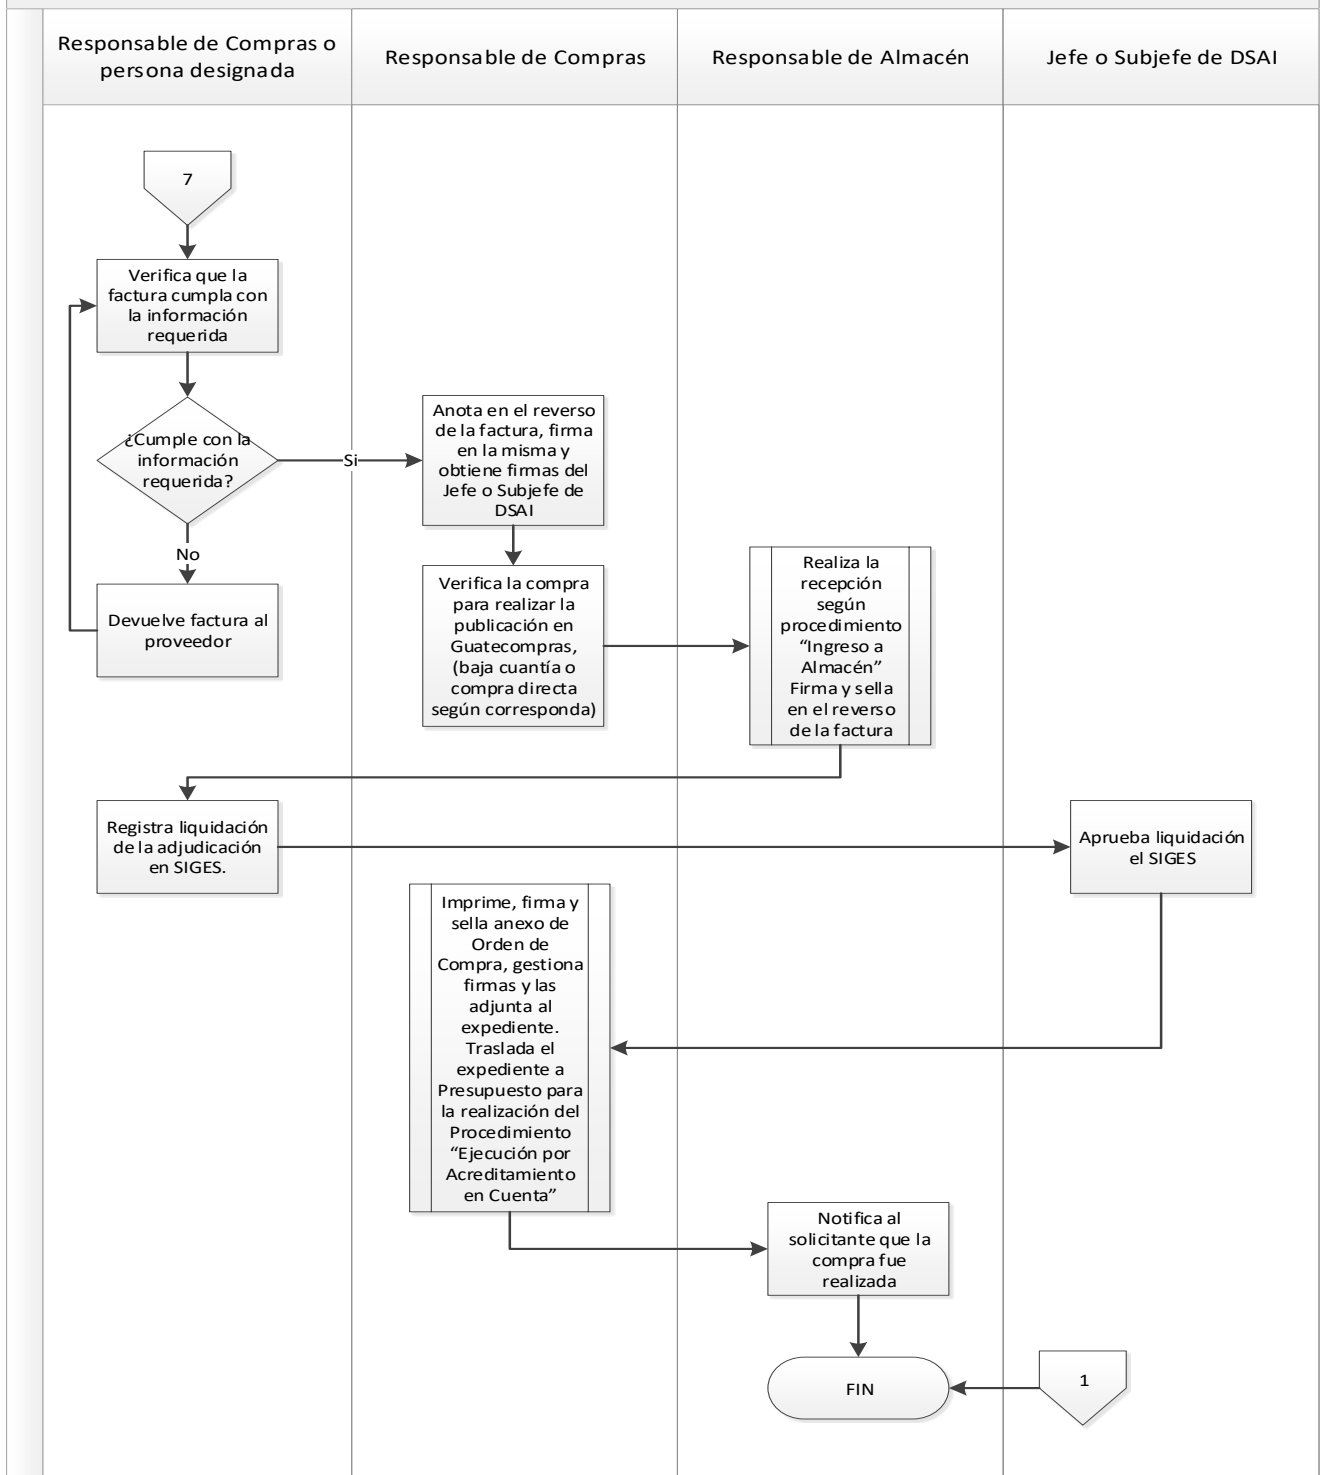 Responsable de Compras o
persona designada
Responsable de Compras
Responsable de Almacén
Jefe o Subjefe de DSAI
7
Verifica que la
factura cumpla con
la información
requerida
¿Cumple con la
información
requerida?
Si
No
Devuelve factura al
proveedor
Anota en el reverso
de la factura, firma
en la misma y
obtiene firmas del
Jefe o Subjefe de
DSAI
Verifica la compra
para realizar la
publicación en
Guatecompras,
(baja cuantía o
compra directa
según corresponda)
Realiza la
recepción
según
procedimiento
“Ingreso a
Almacén”
Firma y sella
en el reverso
de la factura
Registra liquidación
de la adjudicación
en SIGES.
Aprueba liquidación
el SIGES
Imprime, firma y
sella anexo de
Orden de
Compra, gestiona
firmas y las
adjunta al
expediente.
Traslada el
expediente a
Presupuesto para
la realización del
Procedimiento
“Ejecución por
Acreditamiento
en Cuenta”
Notifica al
solicitante que la
compra fue
realizada
FIN
1